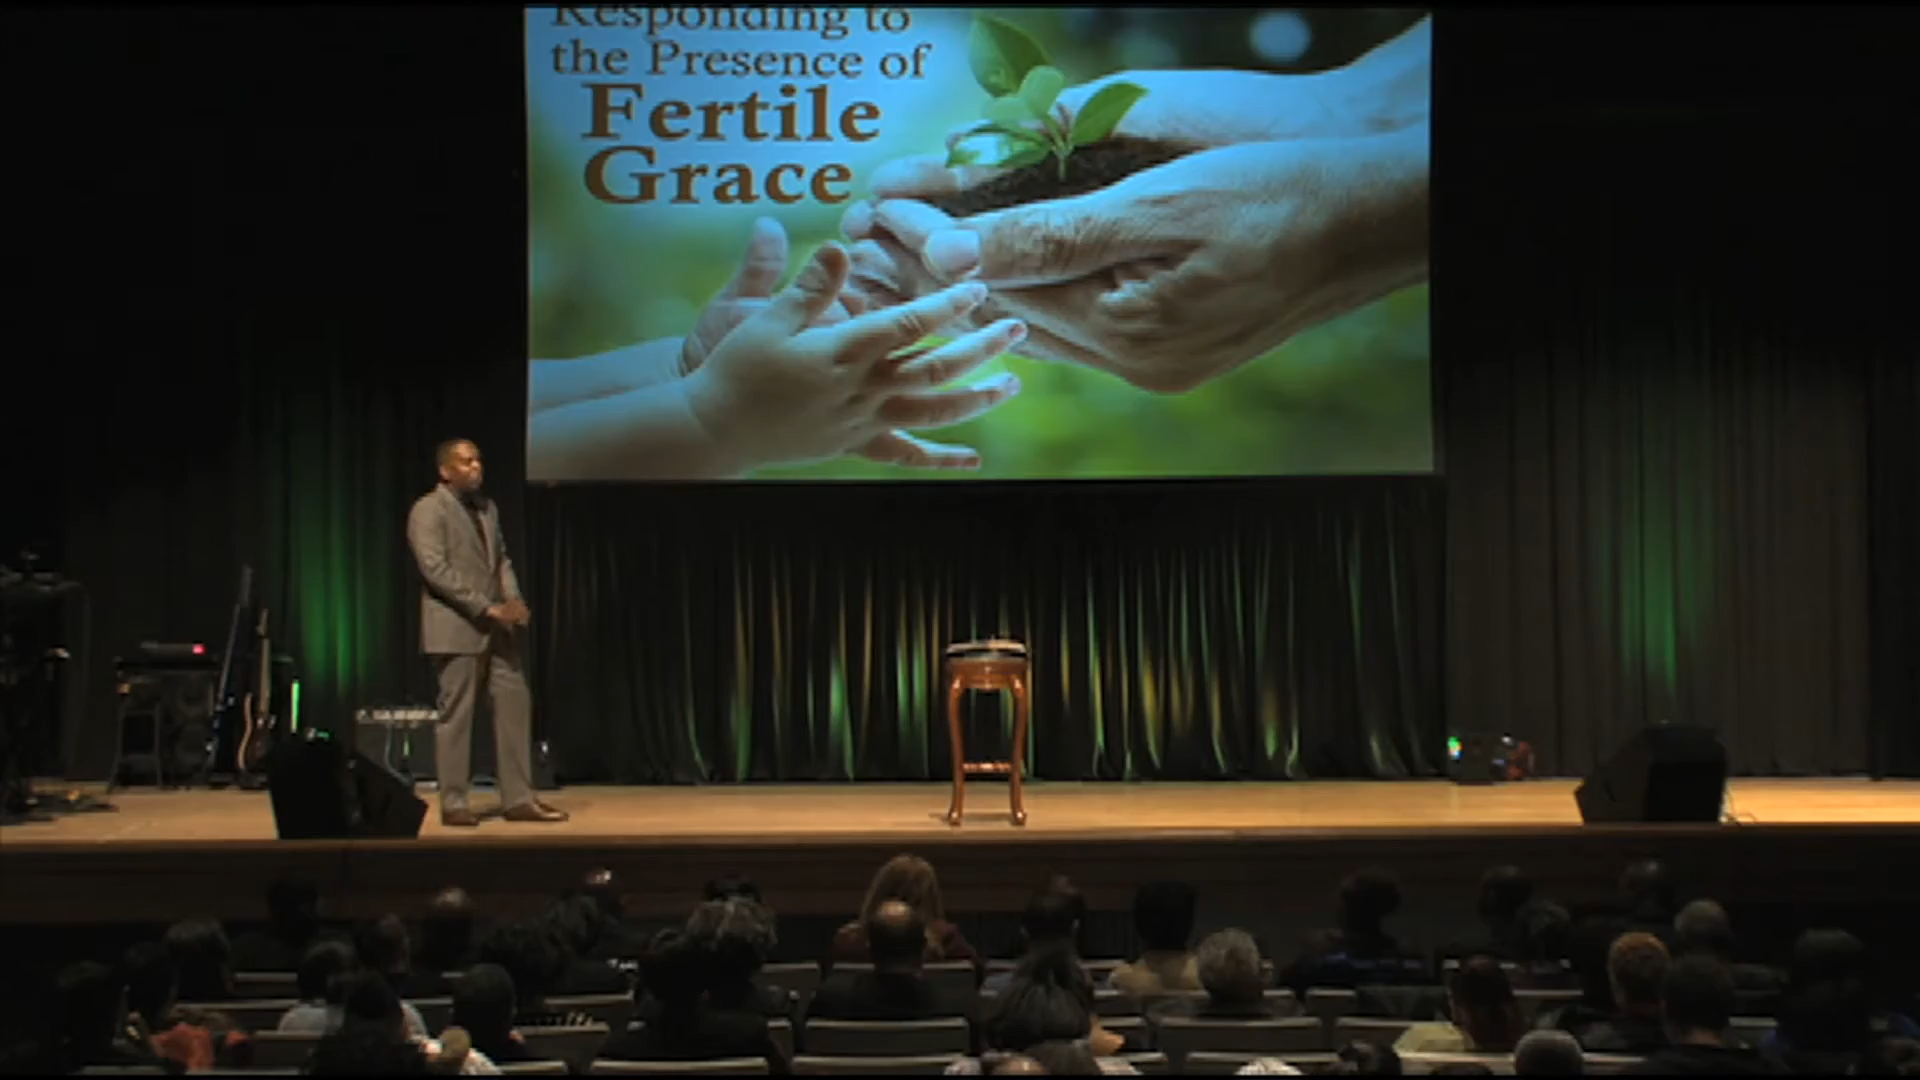 Responding to
the Presence of
Fertile
Grace